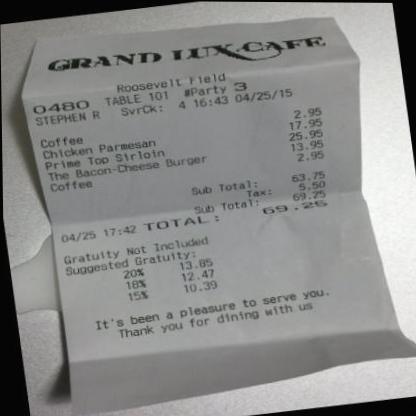 GRAND LUX CAFE
Roosevelt Field
0480 TABLE 101 #Party 3
STEPHEN R SvrCk: 4 16:43 04/25/15
Coffee 2.95
Chicken Parmesan 17.95
Prime Top Sirloin 25.95
The Bacon-Cheese Burger 13.95
Coffee 2.95
Sub Total: 63.75
Tax: 5.50
Sub Total: 69.25
04/25 17:42 TOTAL: 69.25
Gratuity Not Included
Suggested Gratuity:
20% 13.85
18% 12.47
15% 10.39
It's been a pleasure to serve you.
Thank you for dining with us